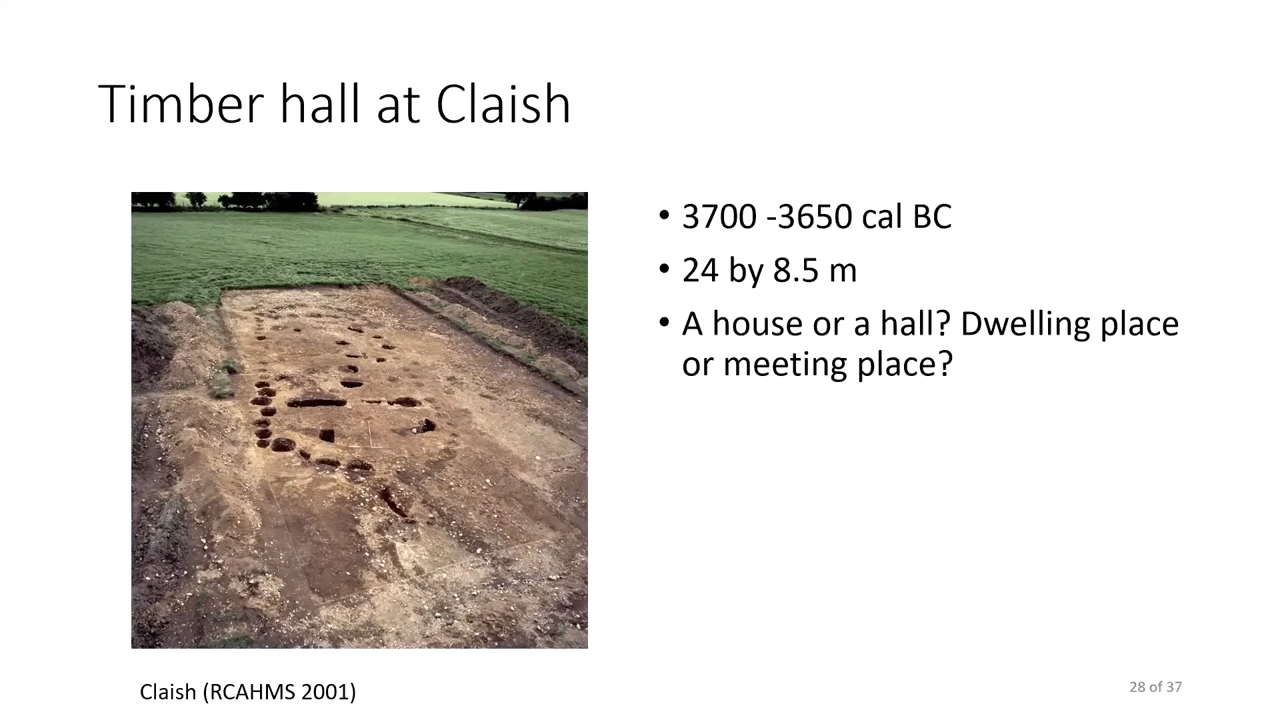 Timber hall at Claish
• 3700 -3650 cal BC
• 24 by 8.5 m
• A house or a hall? Dwelling place
or meeting place?
Claish (RCAHMS 2001)
28 of 37